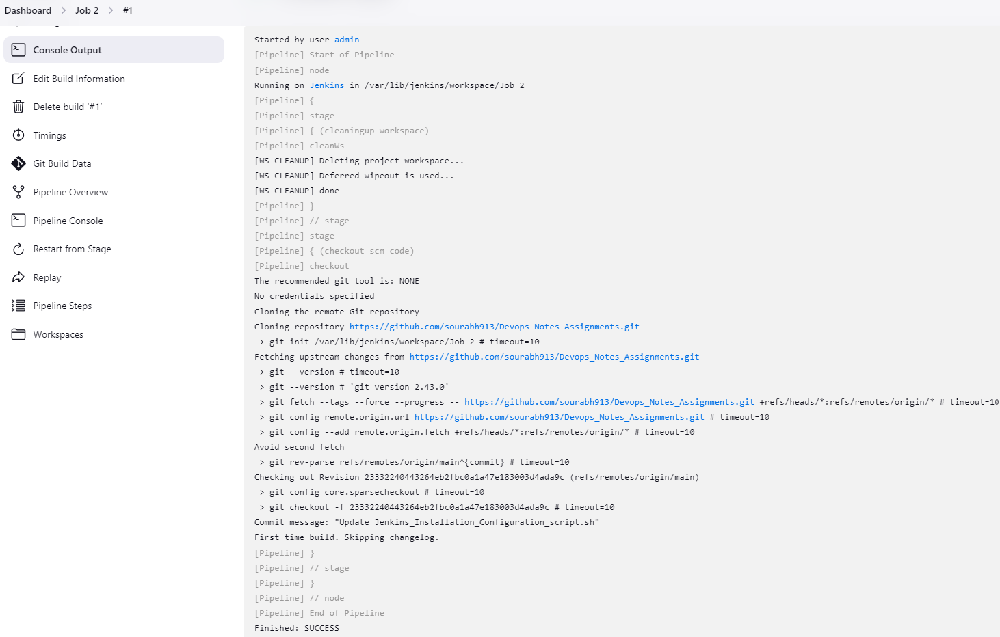 Dashboard > Job 2 > #1
Console Output
Edit Build Information
Delete build ‘#1’
Timings
Git Build Data
Pipeline Overview
Pipeline Console
Restart from Stage
Replay
Pipeline Steps
Workspaces
Started by user admin
[Pipeline] Start of Pipeline
[Pipeline] node
Running on Jenkins in /var/lib/jenkins/workspace/Job 2
[Pipeline] {
[Pipeline] stage
[Pipeline] { (cleaningup workspace)
[Pipeline] cleanWs
[WS-CLEANUP] Deleting project workspace...
[WS-CLEANUP] Deferred wipeout is used...
[WS-CLEANUP] done
[Pipeline] }
[Pipeline] // stage
[Pipeline] stage
[Pipeline] { (checkout scm code)
[Pipeline] checkout
The recommended git tool is: NONE
No credentials specified
Cloning the remote Git repository
Cloning repository https://github.com/sourabh913/Devops_Notes_Assignments.git
> git init /var/lib/jenkins/workspace/Job 2 # timeout=10
Fetching upstream changes from https://github.com/sourabh913/Devops_Notes_Assignments.git
> git --version # timeout=10
> git --version # 'git version 2.43.0'
> git fetch --tags --force --progress -- https://github.com/sourabh913/Devops_Notes_Assignments.git +refs/heads/*:refs/remotes/origin/* # timeout=10
> git config remote.origin.url https://github.com/sourabh913/Devops_Notes_Assignments.git # timeout=10
> git config --add remote.origin.fetch +refs/heads/*:refs/remotes/origin/* # timeout=10
Avoid second fetch
> git rev-parse refs/remotes/origin/main^{commit} # timeout=10
Checking out Revision 23332240443264eb2fbc0a1a47e183003d4ada9c (refs/remotes/origin/main)
> git config core.sparsecheckout # timeout=10
> git checkout -f 23332240443264eb2fbc0a1a47e183003d4ada9c # timeout=10
Commit message: "Update Jenkins_Installation_Configuration_script.sh"
First time build. Skipping changelog.
[Pipeline] }
[Pipeline] // stage
[Pipeline] }
[Pipeline] // node
[Pipeline] End of Pipeline
Finished: SUCCESS